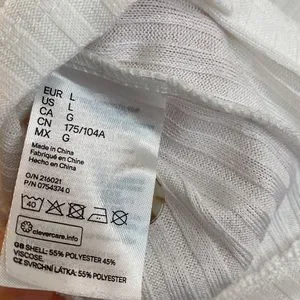 EUR L
US L
CA G
CN 175/104A
MX G
Made in China
Fabriqué en Chine
Hecho en China
O/N 216021
P/N 0754374 0
40
clevercare.info
GB SHELL: 55% POLYESTER 45%
VISCOSE.
CZ SVRCHNÍ LÁTKA: 55% POLYESTER